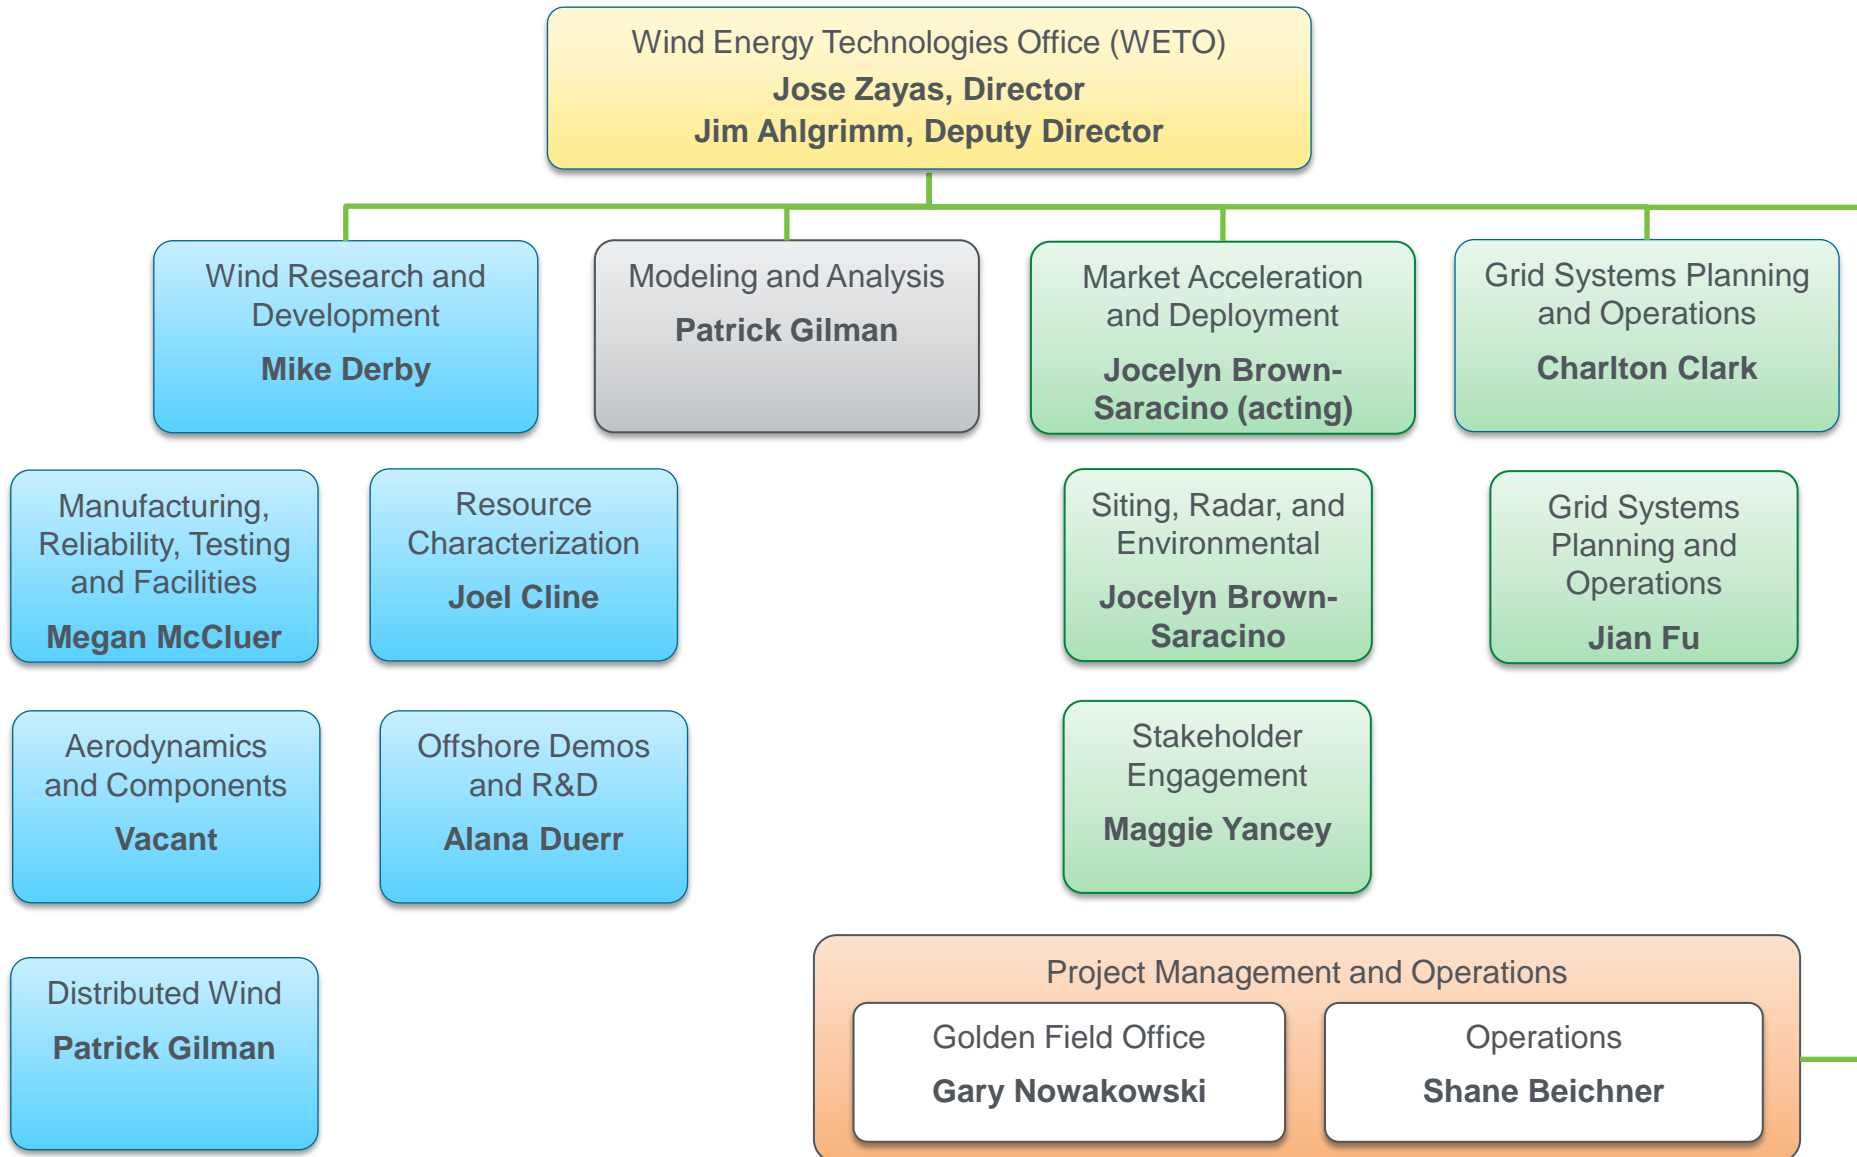 Wind Energy Technologies Office (WETO)
Jose Zayas, Director
Jim Ahlgrimm, Deputy Director
Wind Research and
Development
Mike Derby
Modeling and Analysis
Patrick Gilman
Market Acceleration
and Deployment
Jocelyn Brown-
Saracino (acting)
Grid Systems Planning
and Operations
Charlton Clark
Manufacturing,
Reliability, Testing
and Facilities
Megan McCluer
Resource
Characterization
Joel Cline
Siting, Radar, and
Environmental
Jocelyn Brown-
Saracino
Grid Systems
Planning and
Operations
Jian Fu
Aerodynamics
and Components
Vacant
Offshore Demos
and R&D
Alana Duerr
Stakeholder
Engagement
Maggie Yancey
Distributed Wind
Patrick Gilman
Project Management and Operations
Golden Field Office
Gary Nowakowski
Operations
Shane Beichner